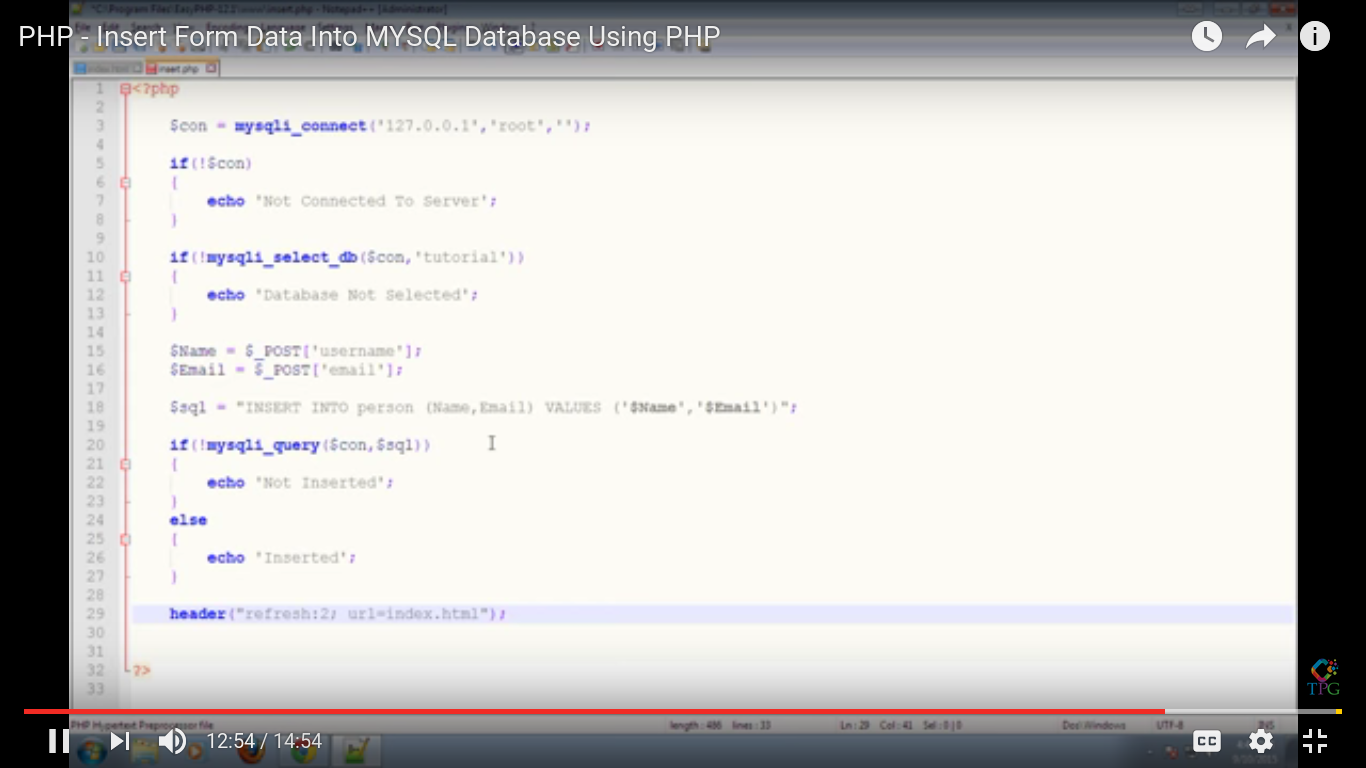 *C:\Program Files\EasyPHP-12.1\www\insert.php - Notepad++ [Administrator]
PHP - Insert Form Data Into MYSQL Database Using PHP
index.html insert.php
1 <?php
2
3 $con = mysqli_connect('127.0.0.1','root','');
4
5 if(!$con)
6 {
7 echo 'Not Connected To Server';
8 }
9
10 if(!mysqli_select_db($con,'tutorial'))
11 {
12 echo 'Database Not Selected';
13 }
14
15 $Name = $_POST['username'];
16 $Email = $_POST['email'];
17
18 $sql = "INSERT INTO person (Name,Email) VALUES ('$Name','$Email')";
19
20 if(!mysqli_query($con,$sql))
21 {
22 echo 'Not Inserted';
23 }
24 else
25 {
26 echo 'Inserted';
27 }
28
29 header("refresh:2; url=index.html");
30
31
32 ?>
33
TPG
PHP Hypertext Preprocessor file length : 486 lines : 33 Ln : 29 Col : 41 Sel : 0 | 0 Dos\Windows UTF-8 INS
12:54 / 14:54 CC